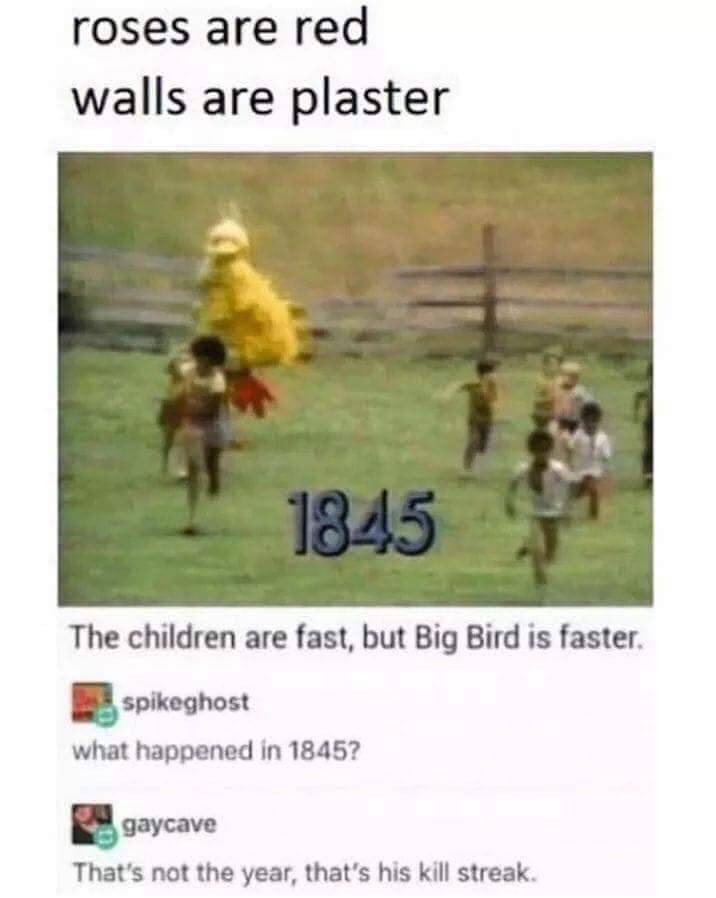 roses are red
walls are plaster
1845
The children are fast, but Big Bird is faster.
spikeghost
what happened in 1845?
gaycave
That's not the year, that's his kill streak.